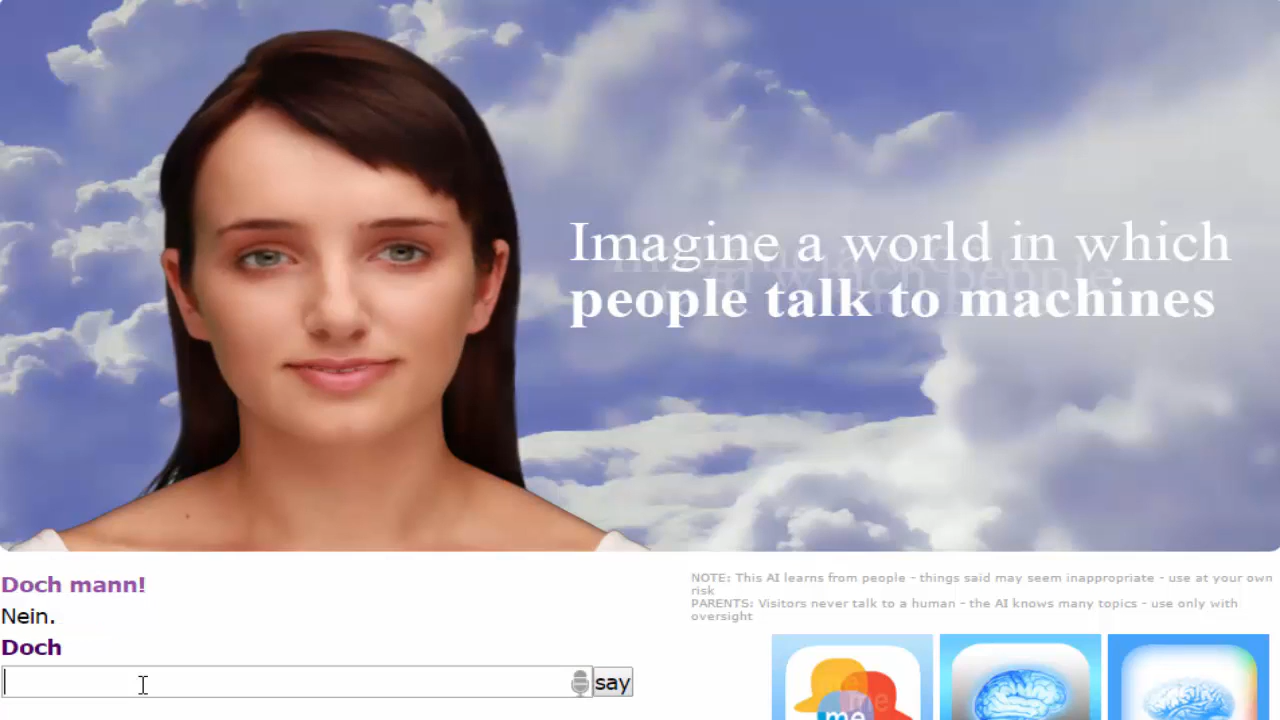 Imagine a world in which
people talk to machines
Doch mann!
Nein.
Doch
say
NOTE: This AI learns from people - things said may seem inappropriate - use at your own
risk
PARENTS: Visitors never talk to a human - the AI knows many topics - use only with
oversight
me
me